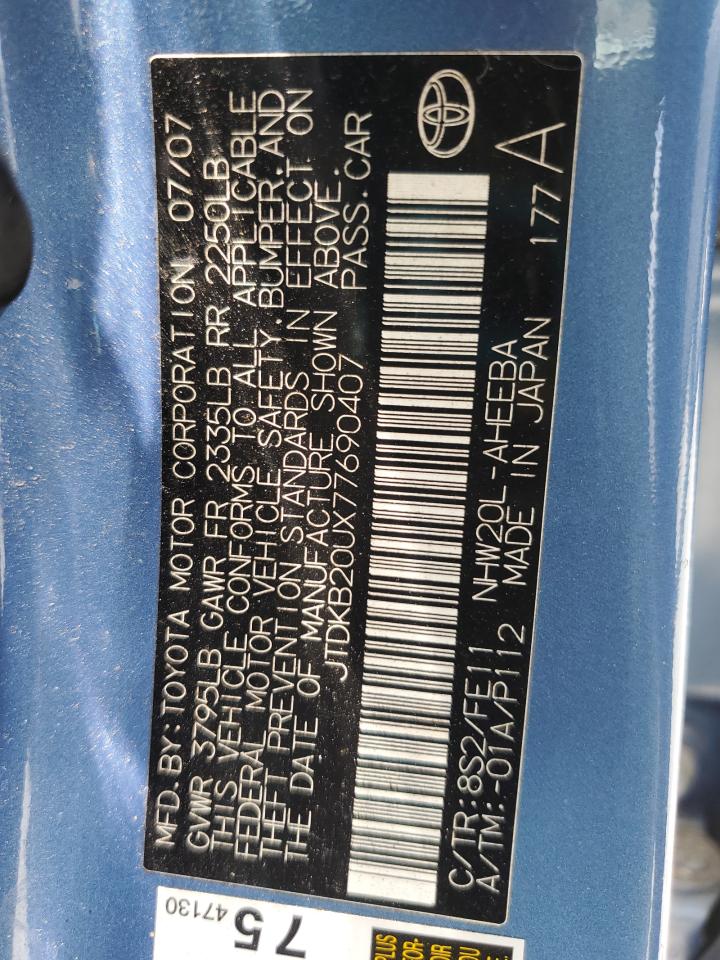 MFD.BY:TOYOTA MOTOR CORPORATION 07/07
GVWR 3795LB GAWR FR 2335LB RR 2250LB
THIS VEHICLE CONFORMS TO ALL APPLICABLE
FEDERAL MOTOR VEHICLE SAFETY,BUMPER,AND
THEFT PREVENTION STANDARDS IN EFFECT ON
THE DATE OF MANUFACTURE SHOWN ABOVE.
JTDKB20UX77690407 PASS.CAR
C/TR:8S2/FE11 NHW20L-AHEEBA
A/TM:-01A/P112 MADE IN JAPAN 177 A
75 47130
PLUS